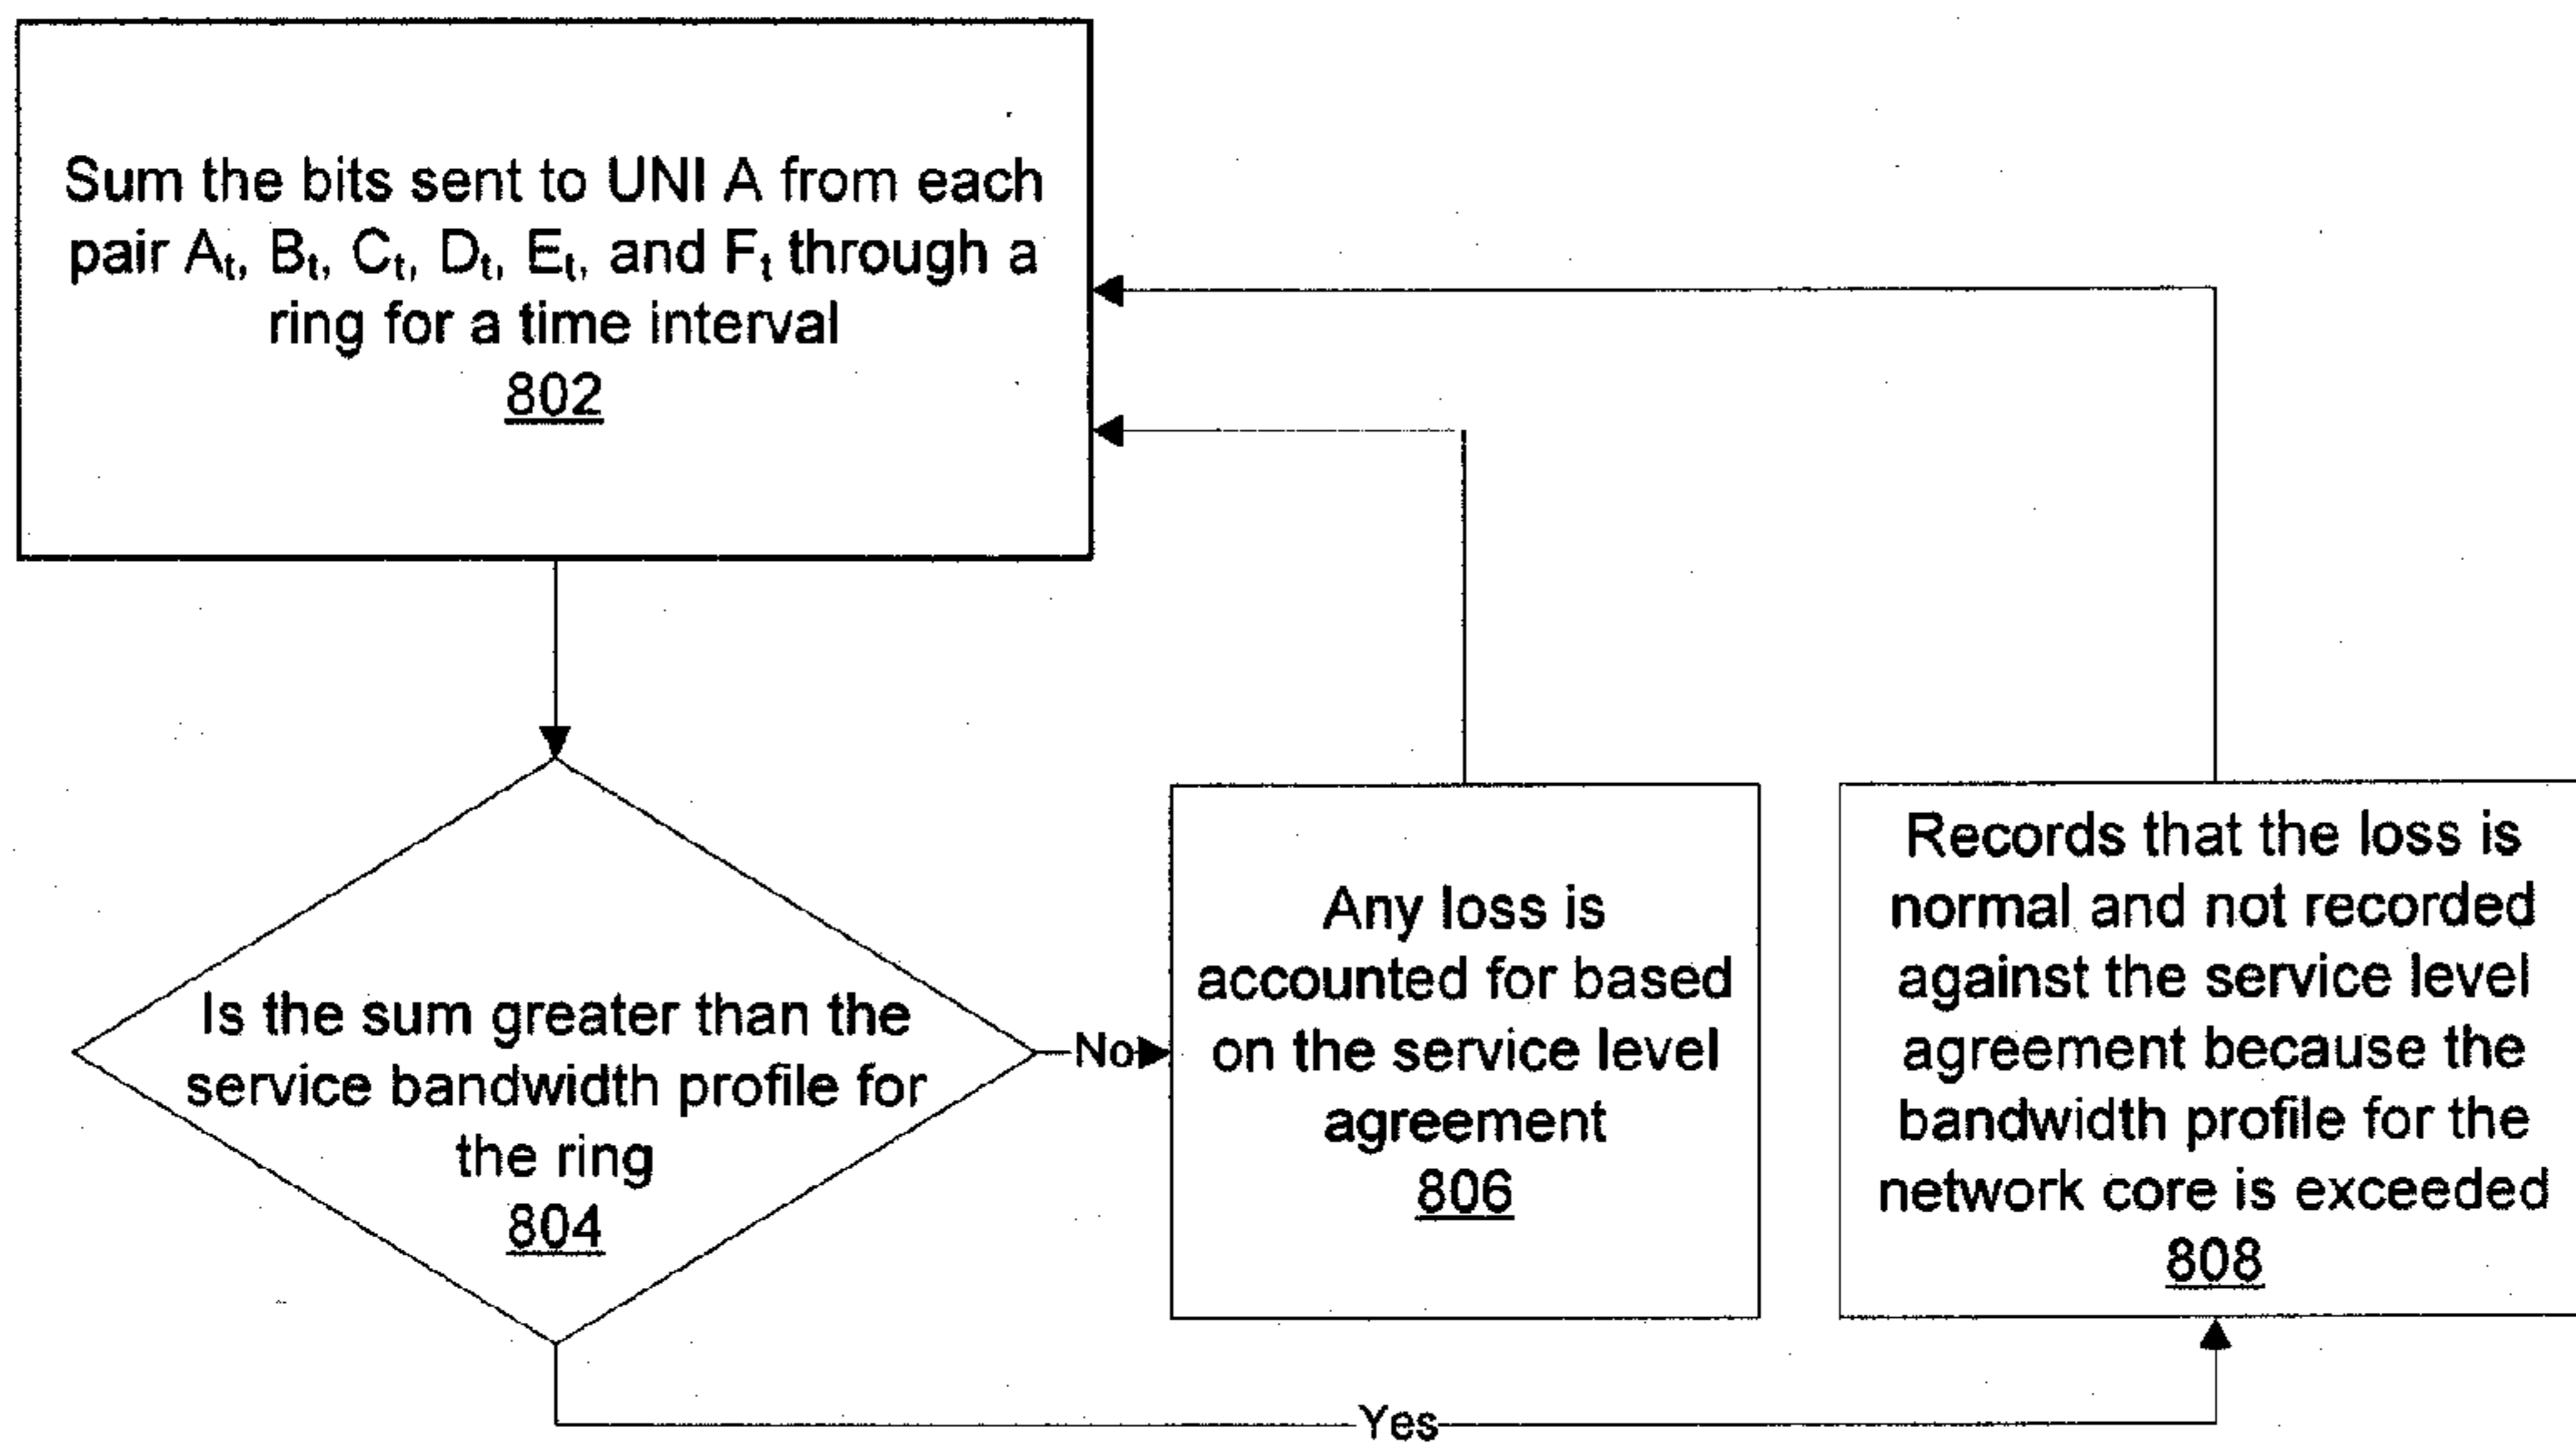 Sum the bits sent to UNI A from each
pair Aₜ, Bₜ, Cₜ, Dₜ, Eₜ, and Fₜ through a
ring for a time interval
802
Is the sum greater than the
service bandwidth profile for
the ring
804
No
Any loss is
accounted for based
on the service level
agreement
806
Records that the loss is
normal and not recorded
against the service level
agreement because the
bandwidth profile for the
network core is exceeded
808
Yes